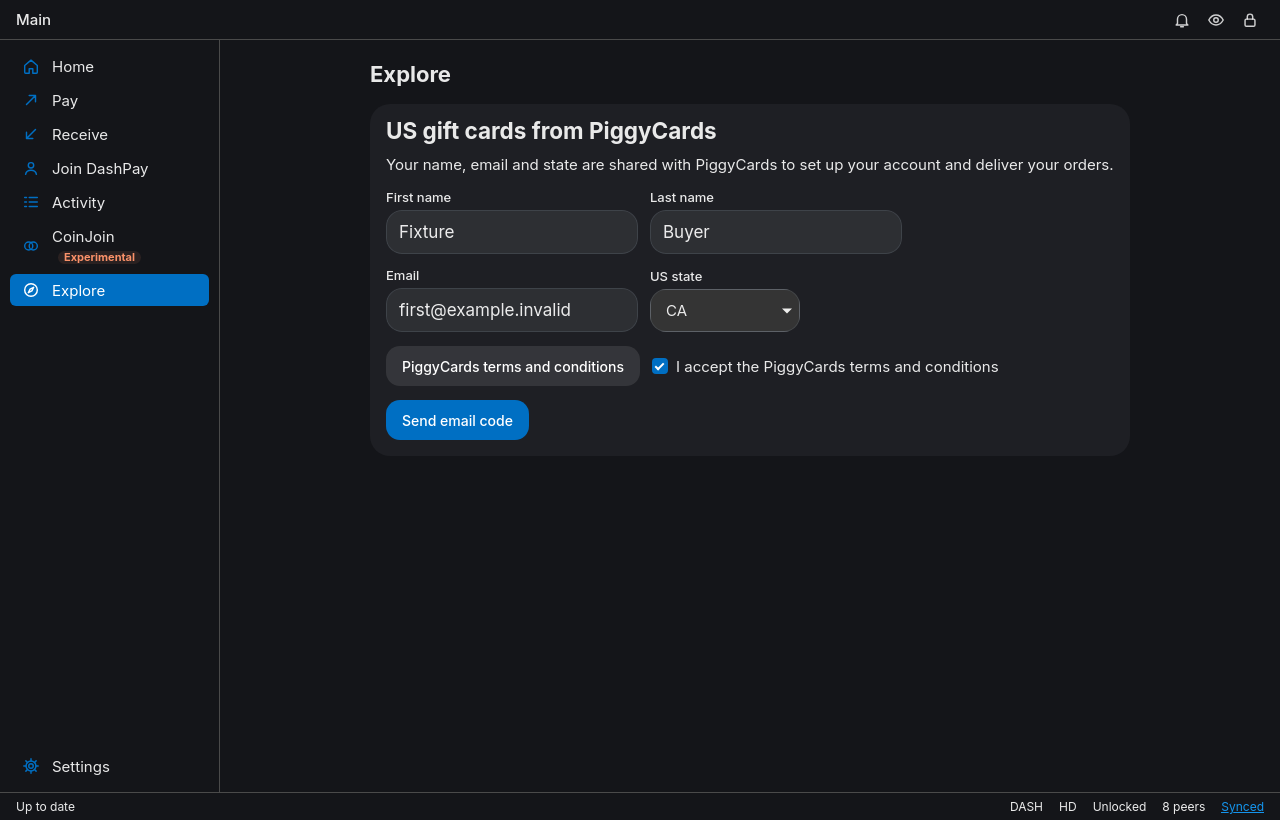 Main
Home
Pay
Receive
Join DashPay
Activity
CoinJoin
Experimental
Explore
Settings
Explore
US gift cards from PiggyCards
Your name, email and state are shared with PiggyCards to set up your account and deliver your orders.
First name
Last name
Fixture
Buyer
Email
US state
first@example.invalid
CA
PiggyCards terms and conditions
I accept the PiggyCards terms and conditions
Send email code
Up to date
DASH
HD
Unlocked
8 peers
Synced